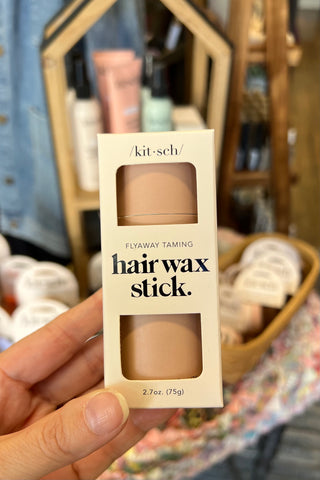 /kit•sch/
FLYAWAY TAMING
hair wax
stick.
2.7oz. (75g)